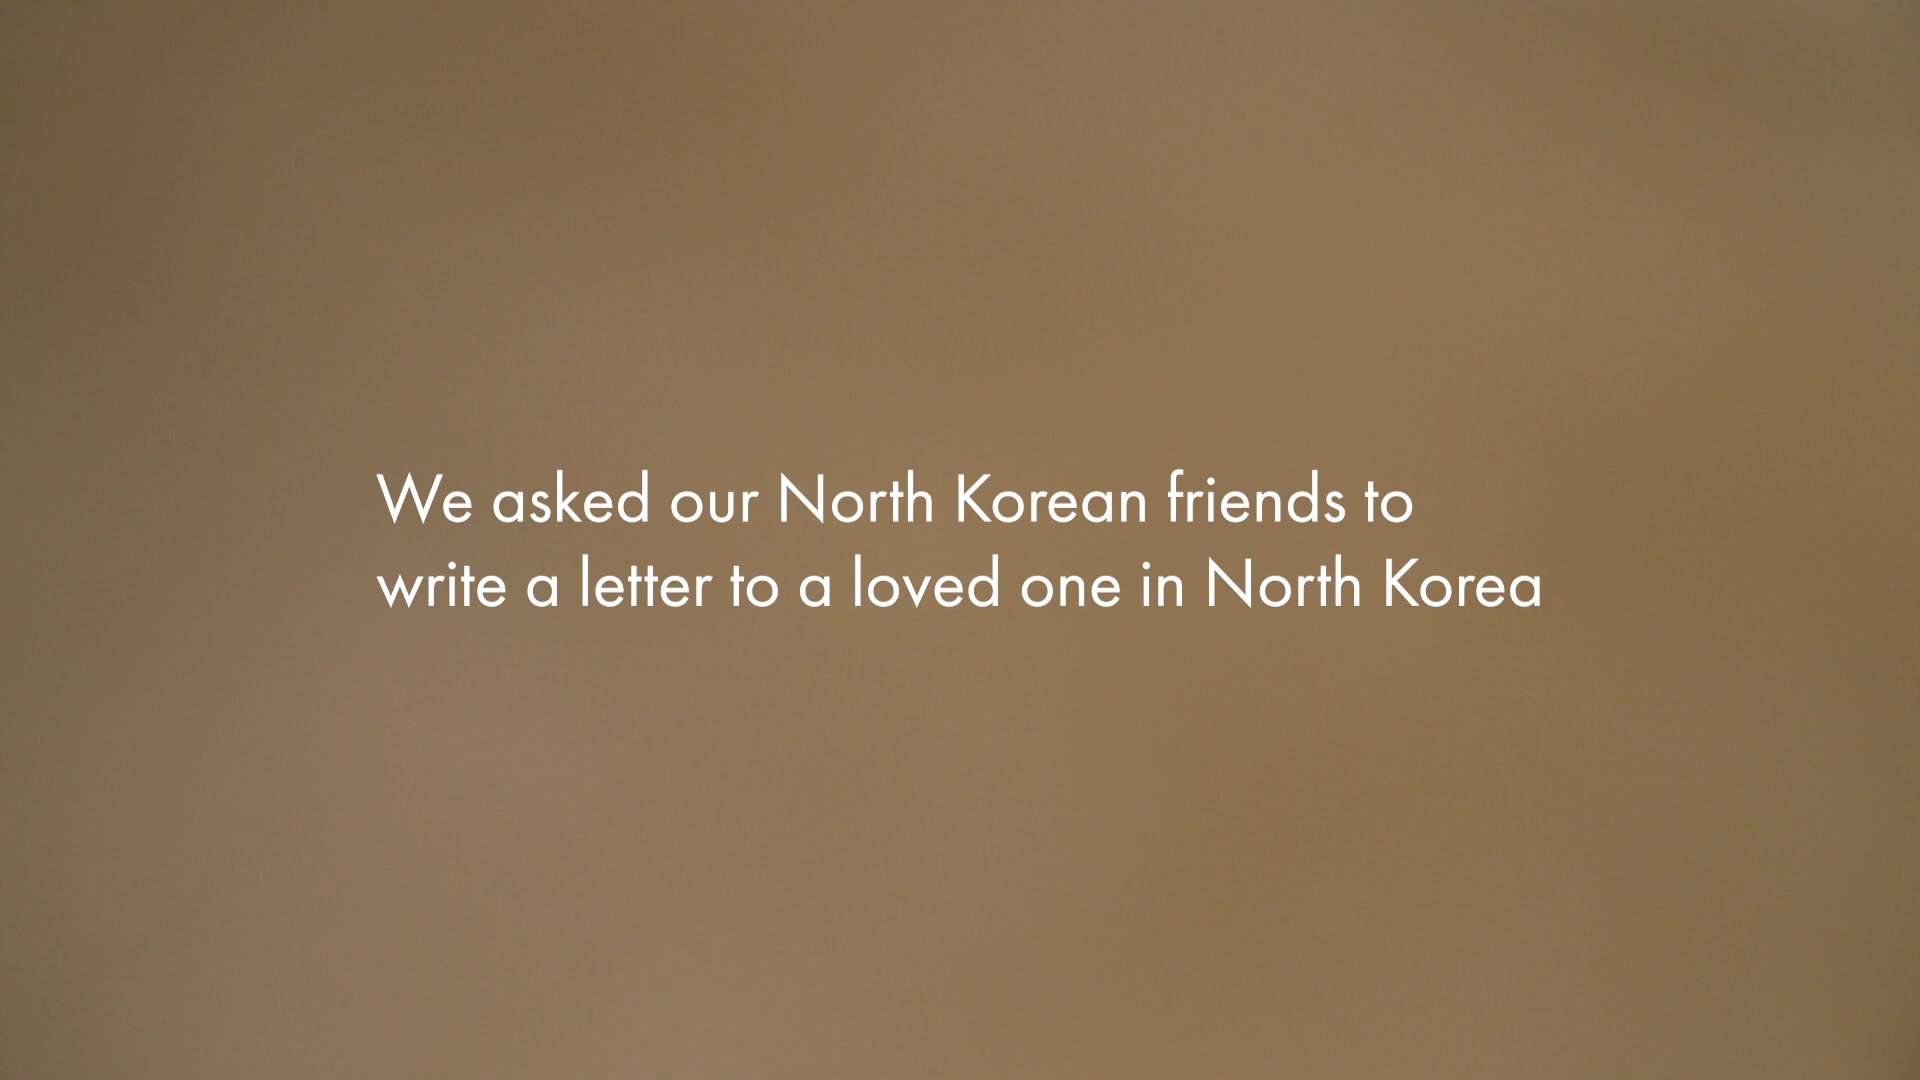 We asked our North Korean friends to
write a letter to a loved one in North Korea